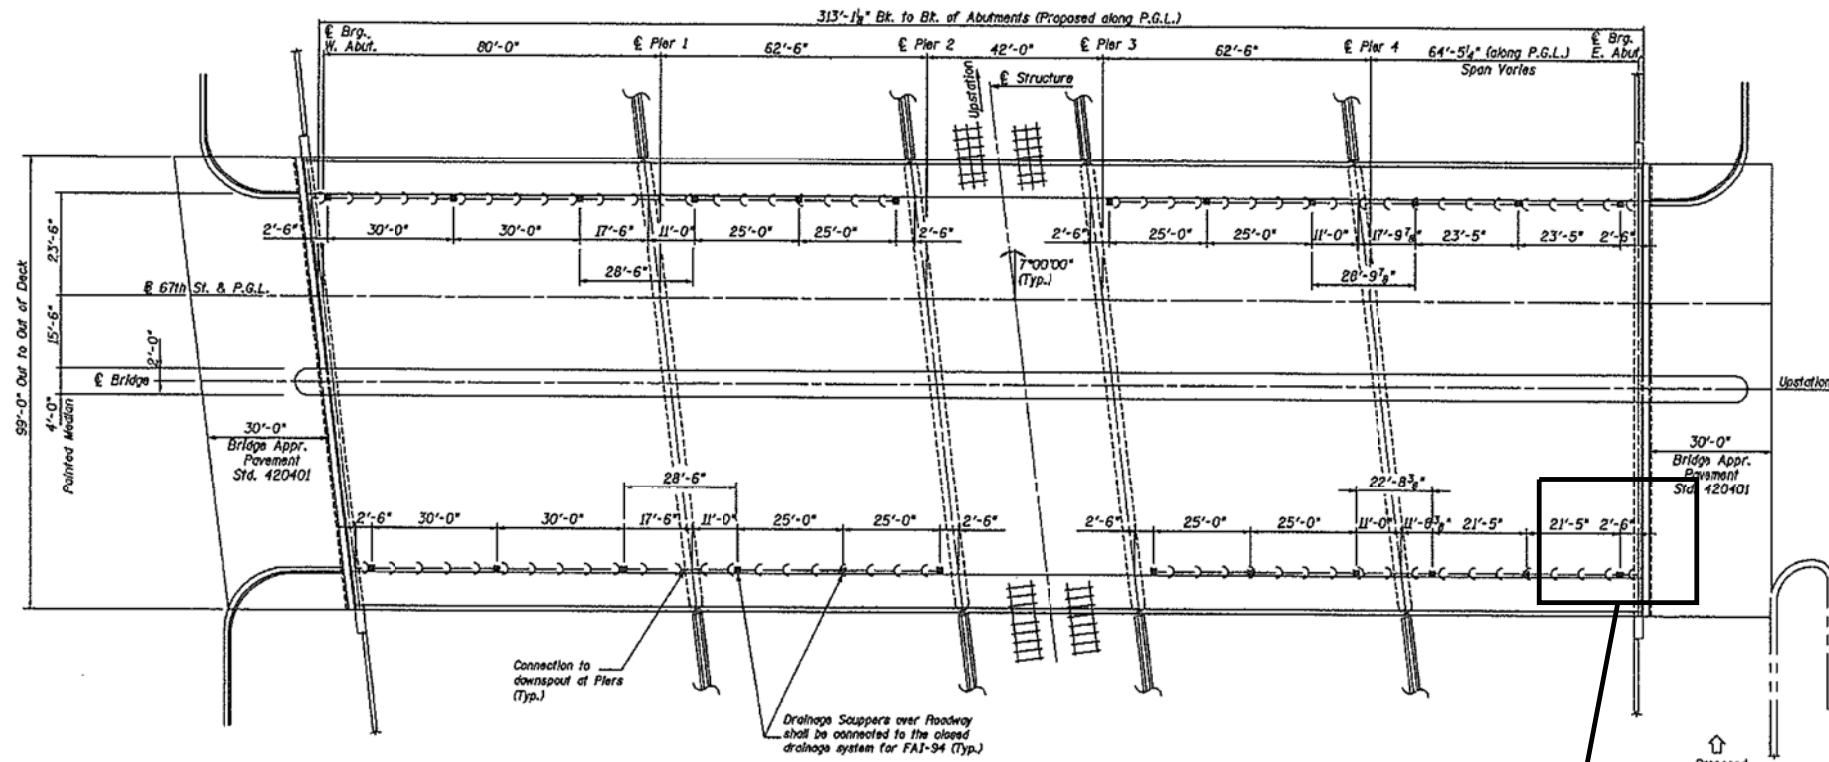 313'-1½" Bk. to Bk. of Abutments (Proposed along P.G.L.)
℄ Brg.
W. Abut.
80'-0"
℄ Pier 1
62'-6"
℄ Pier 2
42'-0"
℄ Pier 3
62'-6"
℄ Pier 4
64'-5¼" (along P.G.L.)
Span Varies
℄ Brg.
E. Abut.
Upstation
℄ Structure
2'-6"
30'-0"
30'-0"
17'-6"
11'-0"
25'-0"
25'-0"
2'-6"
28'-6"
2'-6"
25'-0"
25'-0"
11'-0"
17'-9⅞"
23'-5"
23'-5"
2'-6"
28'-9⅞"
7°00'00"
(Typ.)
99'-0" Out to Out of Deck
23'-6"
15'-6"
2'-0"
4'-0"
Painted Median
67th St. & P.G.L.
℄ Bridge
Upstation
30'-0"
Bridge Appr.
Pavement
Std. 420401
30'-0"
Bridge Appr.
Pavement
Std. 420401
28'-6"
2'-6"
30'-0"
30'-0"
17'-6"
11'-0"
25'-0"
25'-0"
2'-6"
22'-8⅜"
2'-6"
25'-0"
25'-0"
11'-0"
11'-8⅜"
21'-5"
21'-5"
2'-6"
Connection to
downspout at Piers
(Typ.)
Drainage Scuppers over Roadway
shall be connected to the closed
drainage system for FAI-94 (Typ.)